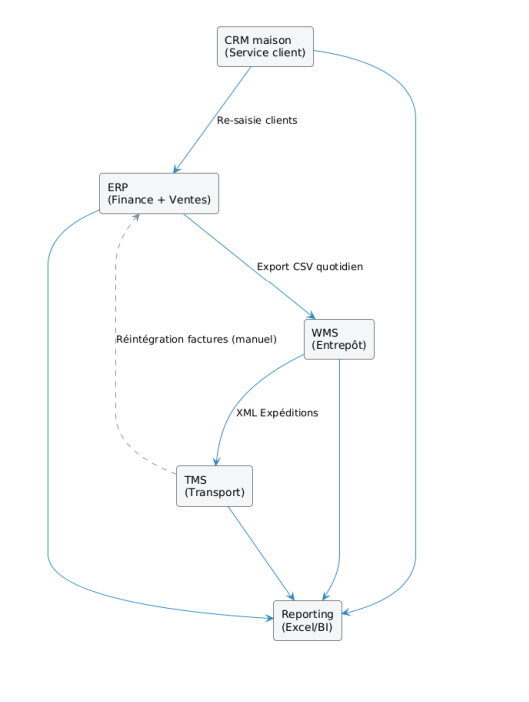 CRM maison
(Service client)
Re-saisie clients
ERP
(Finance + Ventes)
Export CSV quotidien
WMS
(Entrepôt)
Réintégration factures (manuel)
XML Expéditions
TMS
(Transport)
Reporting
(Excel/BI)